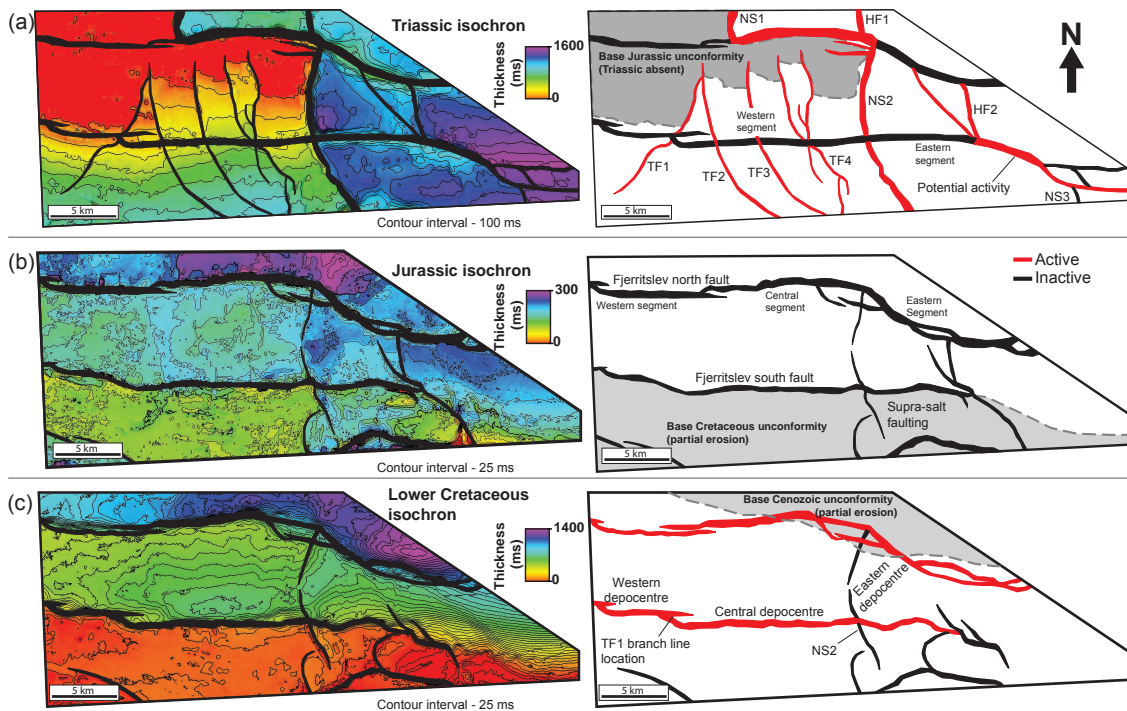 (a)
Triassic isochron
1600
Thickness
(ms)
0
5 km
Contour interval - 100 ms
NS1
HF1
Base Jurassic unconformity
(Triassic absent)
N
NS2
HF2
Western
segment
Eastern
segment
TF1
TF2
TF3
TF4
Potential activity
NS3
5 km
(b)
Jurassic isochron
300
Thickness
(ms)
0
5 km
Contour interval - 25 ms
Active
Inactive
Fjerritslev north fault
Western segment
Central
segment
Eastern
Segment
Fjerritslev south fault
Supra-salt
faulting
Base Cretaceous unconformity
(partial erosion)
5 km
(c)
Lower Cretaceous
isochron
1400
Thickness
(ms)
0
5 km
Contour interval - 25 ms
Base Cenozoic unconformity
(partial erosion)
Western
depocentre
Central depocentre
Eastern
depocentre
TF1 branch line
location
NS2
5 km